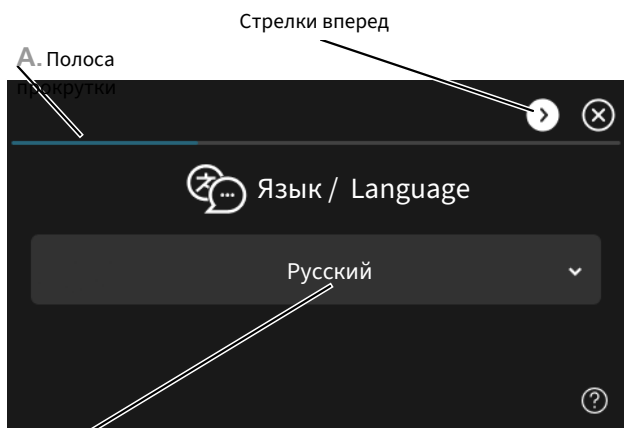 Стрелки вперед
A. Полоса
прокрутки
Язык / Language
Русский